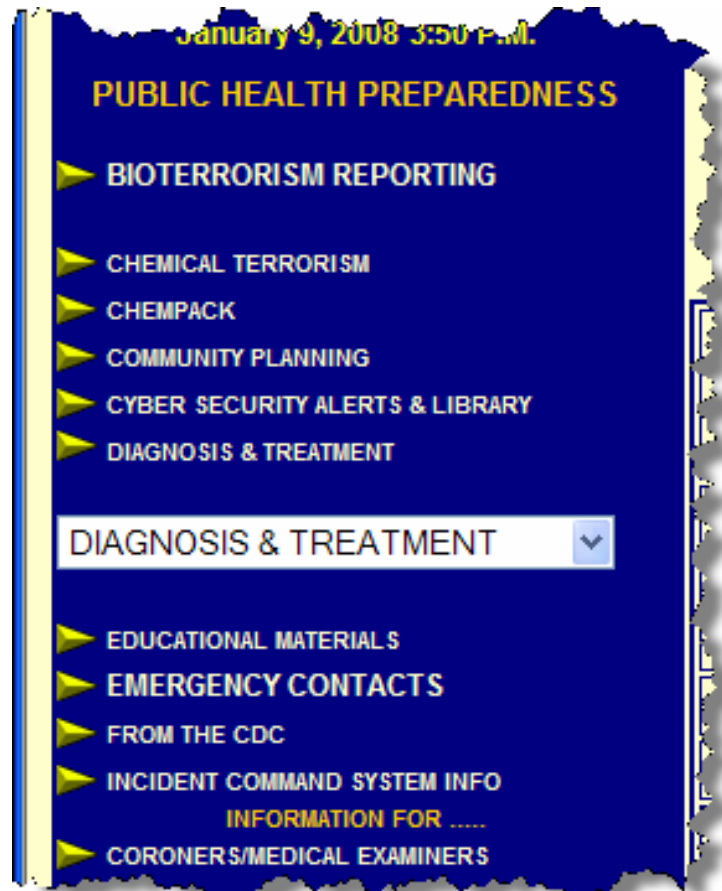 January 9, 2008 3:50 P.M.
PUBLIC HEALTH PREPAREDNESS
BIOTERRORISM REPORTING
CHEMICAL TERRORISM
CHEMPACK
COMMUNITY PLANNING
CYBER SECURITY ALERTS & LIBRARY
DIAGNOSIS & TREATMENT
DIAGNOSIS & TREATMENT
EDUCATIONAL MATERIALS
EMERGENCY CONTACTS
FROM THE CDC
INCIDENT COMMAND SYSTEM INFO
INFORMATION FOR .....
CORONERS/MEDICAL EXAMINERS